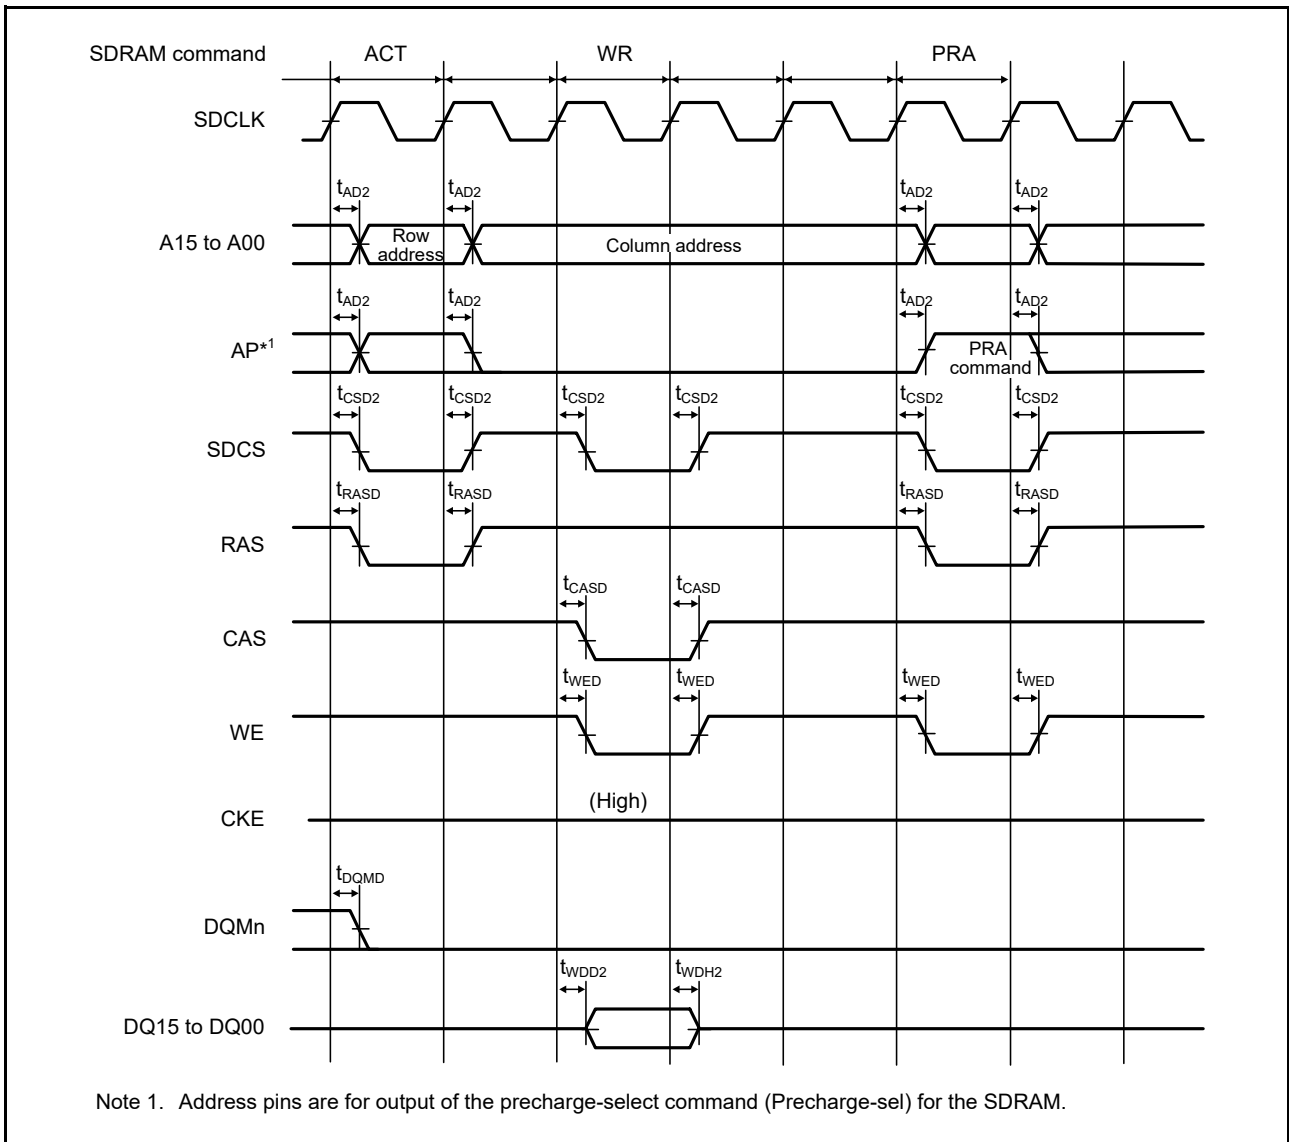 SDRAM command ACT WR PRA
SDCLK
tAD2 tAD2 tAD2 tAD2
A15 to A00 Row address Column address
tAD2 tAD2 tAD2 tAD2
AP*1 PRA command
tCSD2 tCSD2 tCSD2 tCSD2 tCSD2 tCSD2
SDCS
tRASD tRASD tRASD tRASD
RAS
tCASD tCASD
CAS
tWED tWED tWED tWED
WE
(High)
CKE
tDQMD
DQMn
tWDD2 tWDH2
DQ15 to DQ00
Note 1. Address pins are for output of the precharge-select command (Precharge-sel) for the SDRAM.